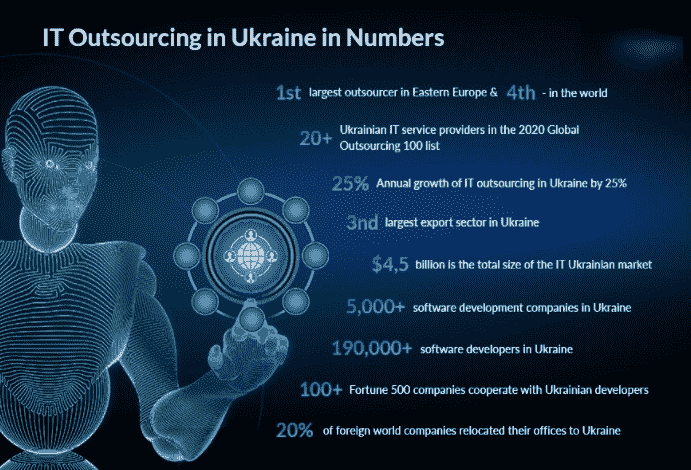 IT Outsourcing in Ukraine in Numbers
1st largest outsourcer in Eastern Europe & 4th - in the world
20+ Ukrainian IT service providers in the 2020 Global
Outsourcing 100 list
25% Annual growth of IT outsourcing in Ukraine by 25%
3nd largest export sector in Ukraine
$4,5 billion is the total size of the IT Ukrainian market
5,000+ software development companies in Ukraine
190,000+ software developers in Ukraine
100+ Fortune 500 companies cooperate with Ukrainian developers
20% of foreign world companies relocated their offices to Ukraine